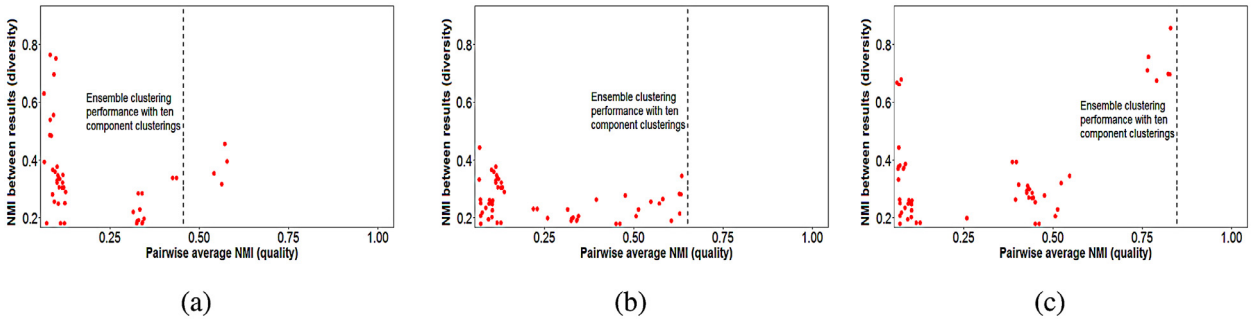 NMI between results (diversity)
0.8
0.6
0.4
0.2
Ensemble clustering
performance with ten
component clusterings
0.25
0.50
0.75
1.00
Pairwise average NMI (quality)
(a)
NMI between results (diversity)
0.8
0.6
0.4
0.2
Ensemble clustering
performance with ten
component clusterings
0.25
0.50
0.75
1.00
Pairwise average NMI (quality)
(b)
NMI between results (diversity)
0.8
0.6
0.4
0.2
Ensemble clustering
performance with ten
component clusterings
0.25
0.50
0.75
1.00
Pairwise average NMI (quality)
(c)